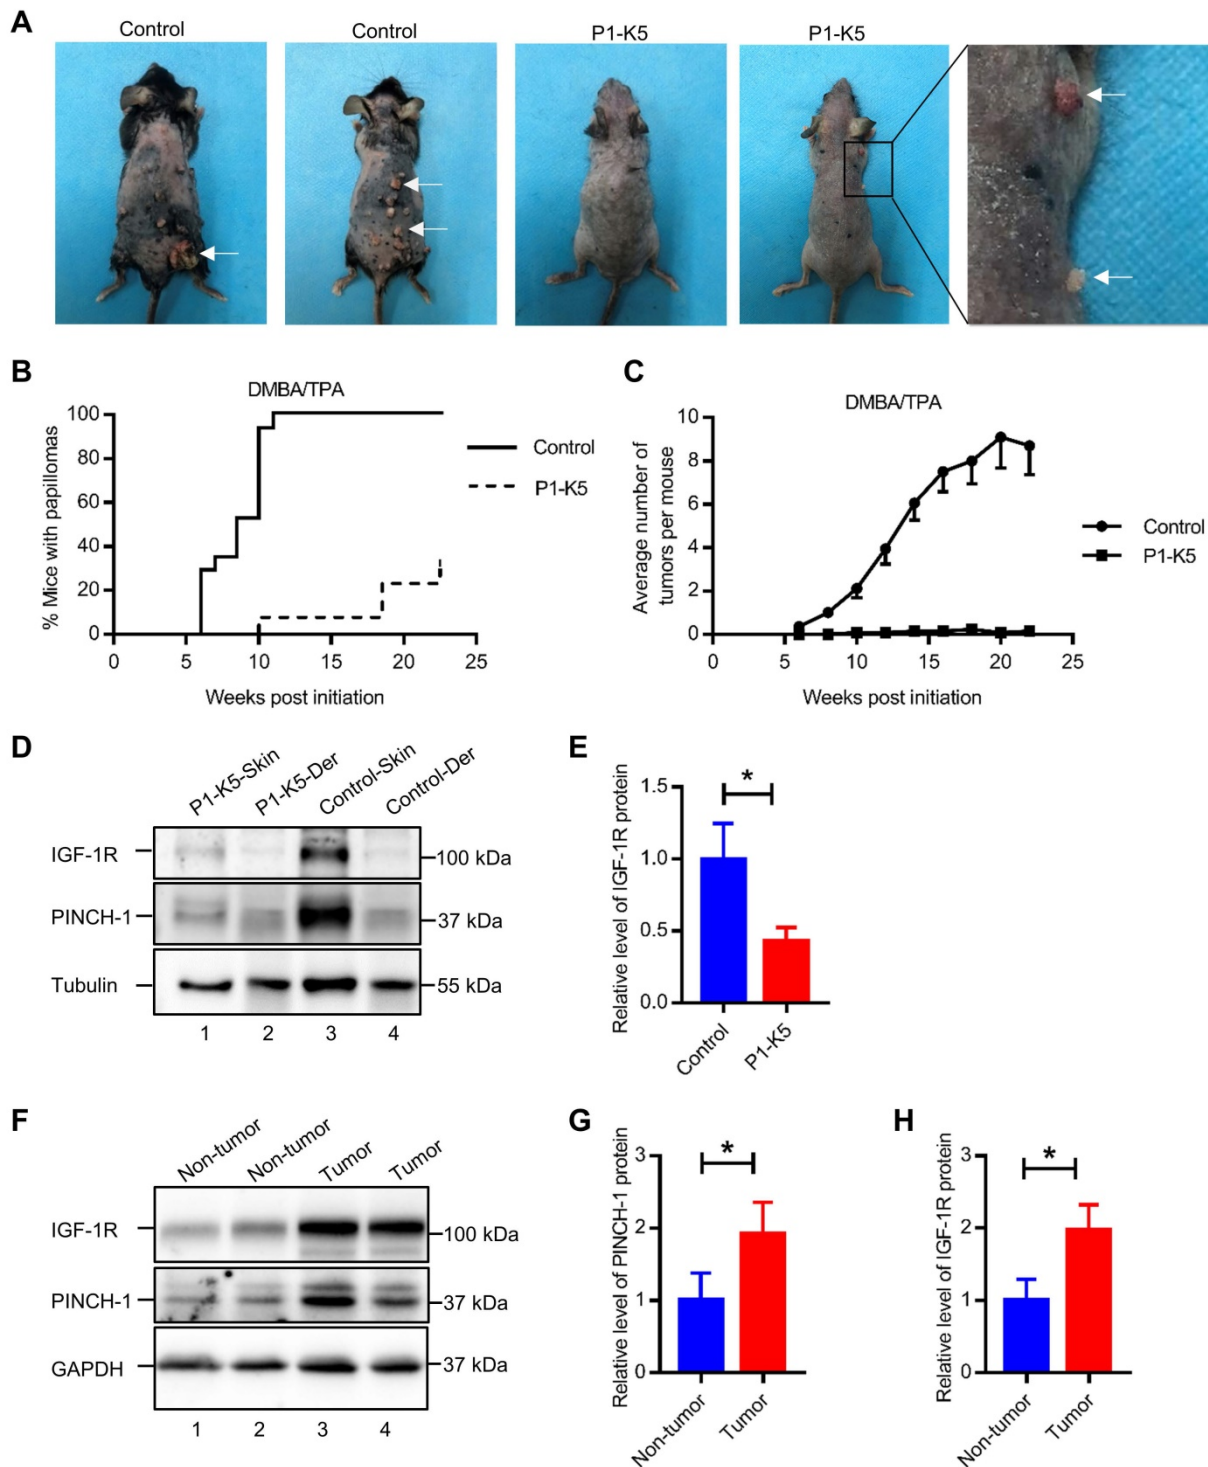 A
Control
Control
P1-K5
P1-K5
B
DMBA/TPA
% Mice with papillomas
100
80
60
40
20
0
0
5
10
15
20
25
Weeks post initiation
Control
P1-K5
C
DMBA/TPA
Average number of
tumors per mouse
10
8
6
4
2
0
0
5
10
15
20
25
Weeks post initiation
Control
P1-K5
D
P1-K5-Skin
P1-K5-Der
Control-Skin
Control-Der
IGF-1R
100 kDa
PINCH-1
37 kDa
Tubulin
55 kDa
1 2 3 4
E
Relative level of IGF-1R protein
1.5
1.0
0.5
0.0
*
Control
P1-K5
F
Non-tumor
Non-tumor
Tumor
Tumor
IGF-1R
100 kDa
PINCH-1
37 kDa
GAPDH
37 kDa
1 2 3 4
G
Relative level of PINCH-1 protein
3
2
1
0
*
Non-tumor
Tumor
H
Relative level of IGF-1R protein
3
2
1
0
*
Non-tumor
Tumor